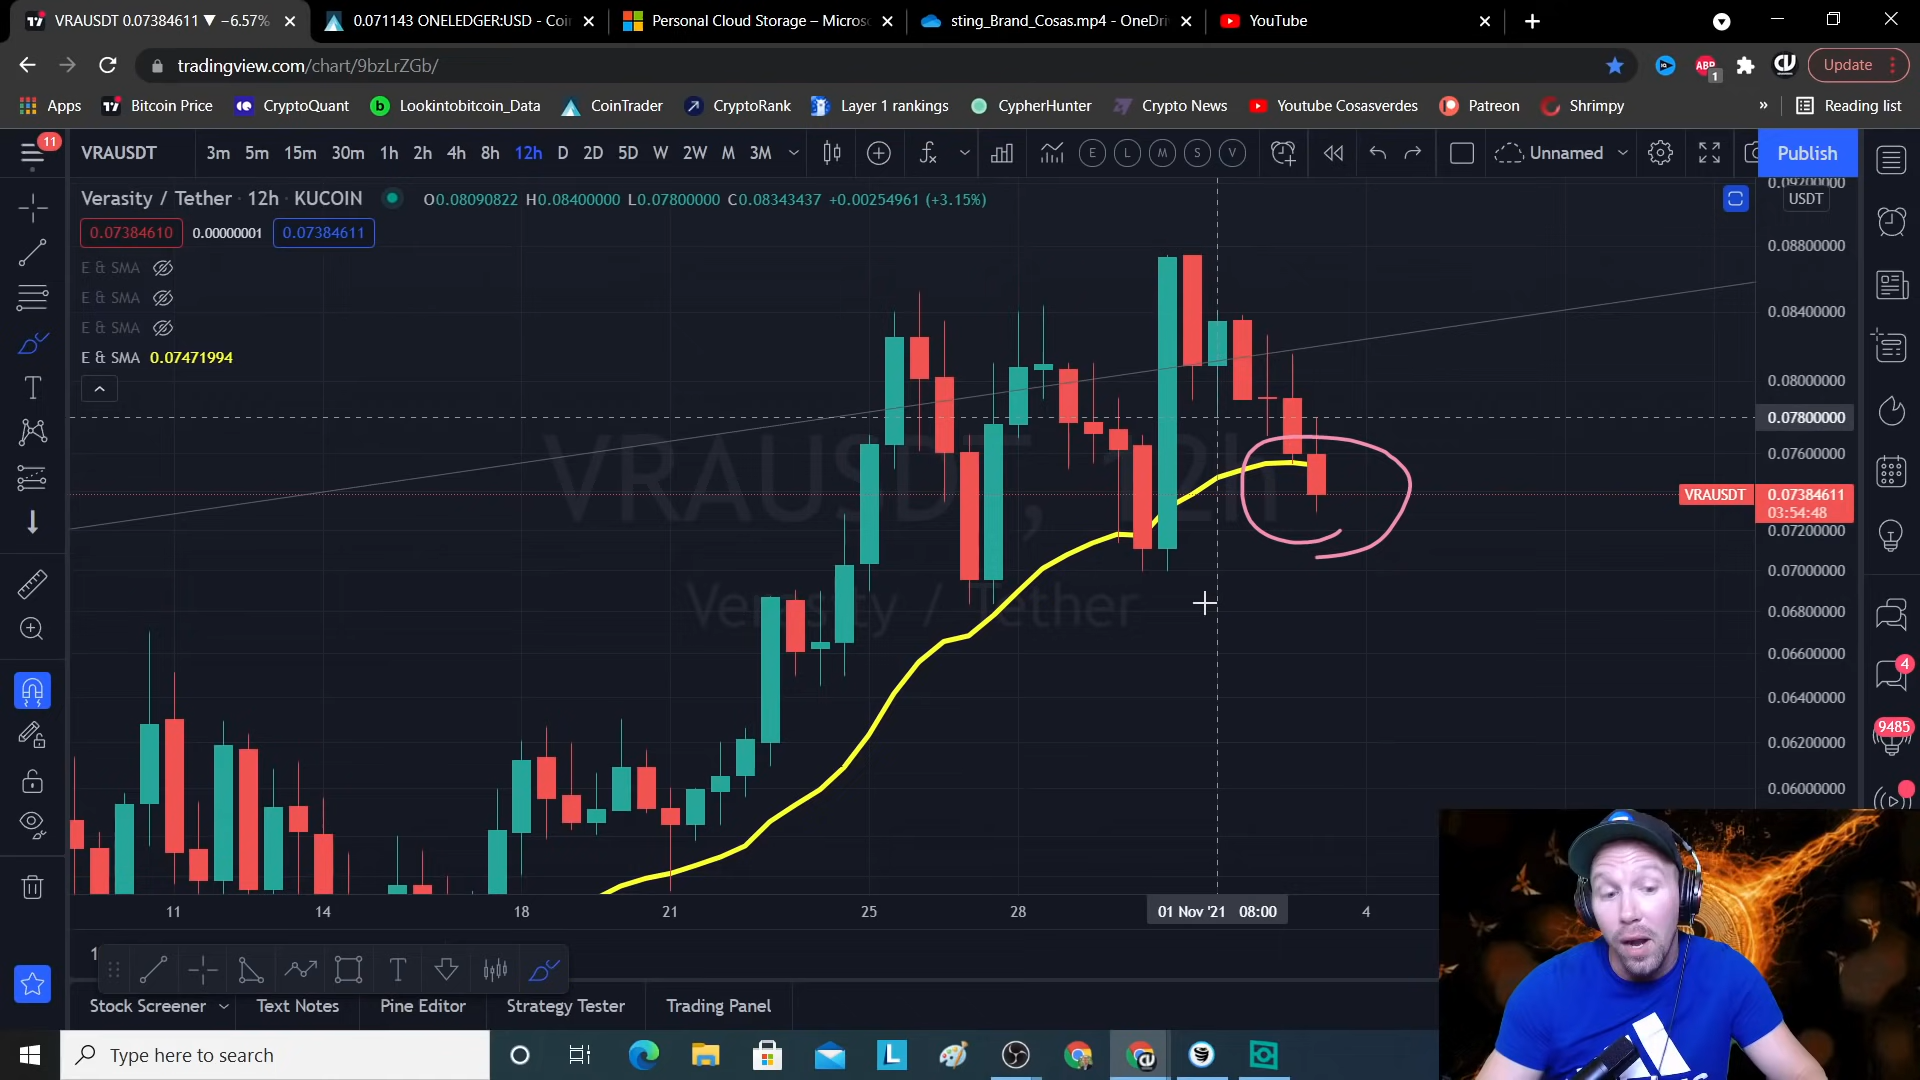 VRAUSDT 0.07384611 ▼ −6.57%
0.071143 ONELEDGER:USD - Coi
Personal Cloud Storage – Micros
sting_Brand_Cosas.mp4 - OneDri
YouTube
tradingview.com/chart/9bzLrZGb/
ABP
1
Update
Apps
Bitcoin Price
CryptoQuant
Lookintobitcoin_Data
CoinTrader
CryptoRank
Layer 1 rankings
CypherHunter
Crypto News
Youtube Cosasverdes
Patreon
Shrimpy
»
Reading list
11
VRAUSDT
3m 5m 15m 30m 1h 2h 4h 8h 12h D 2D 5D W 2W M 3M
E L M S V
Unnamed
Publish
Verasity / Tether · 12h · KUCOIN
O0.08090822 H0.08400000 L0.07800000 C0.08343437 +0.00254961 (+3.15%)
0.07384610 0.00000001 0.07384611
E & SMA
E & SMA
E & SMA
E & SMA 0.07471994
VRAUSDT, 12h
Verasity / Tether
0.09200000
USDT
0.08800000
0.08400000
0.08000000
0.07800000
0.07600000
VRAUSDT 0.07384611
03:54:48
0.07200000
0.07000000
0.06800000
0.06600000
0.06400000
0.06200000
0.06000000
4
9485
11 14 18 21 25 28 01 Nov '21 08:00 4
Stock Screener
Text Notes
Pine Editor
Strategy Tester
Trading Panel
Type here to search